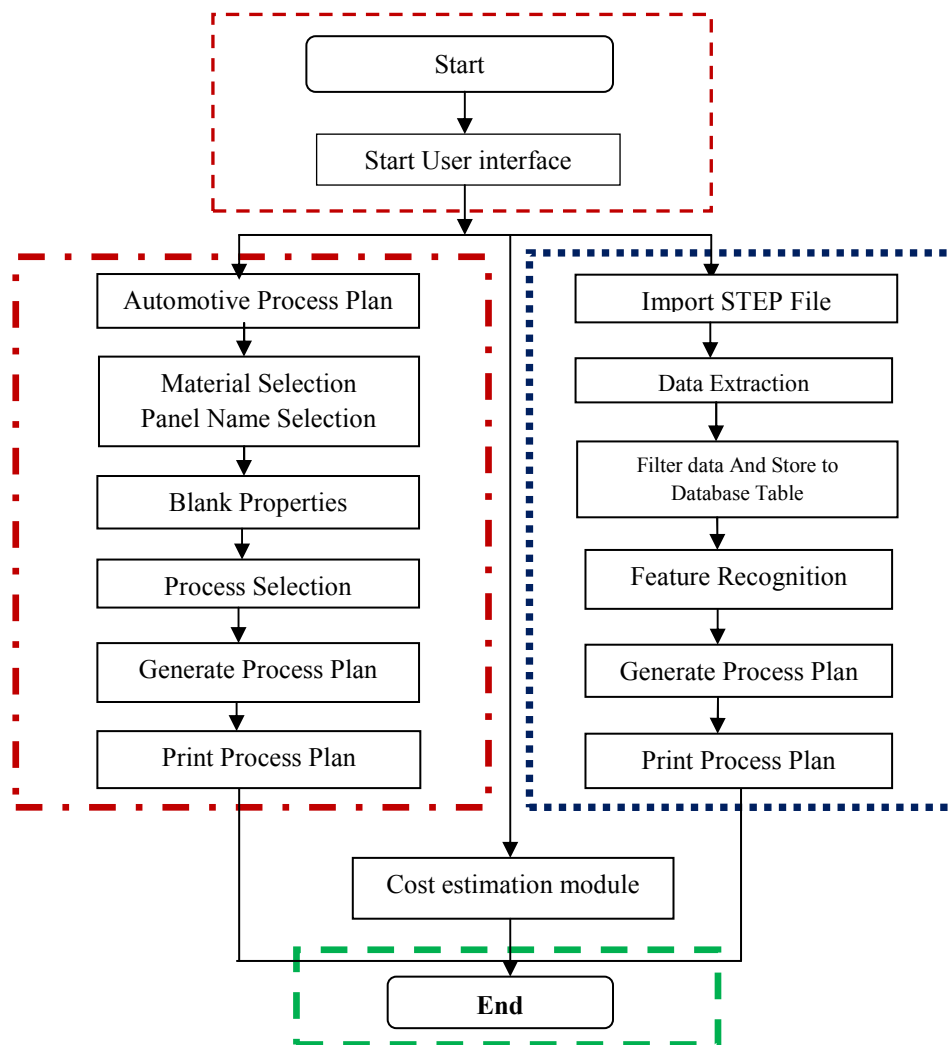 Start
Start User interface
Automotive Process Plan
Material Selection
Panel Name Selection
Blank Properties
Process Selection
Generate Process Plan
Print Process Plan
Import STEP File
Data Extraction
Filter data And Store to
Database Table
Feature Recognition
Generate Process Plan
Print Process Plan
Cost estimation module
End